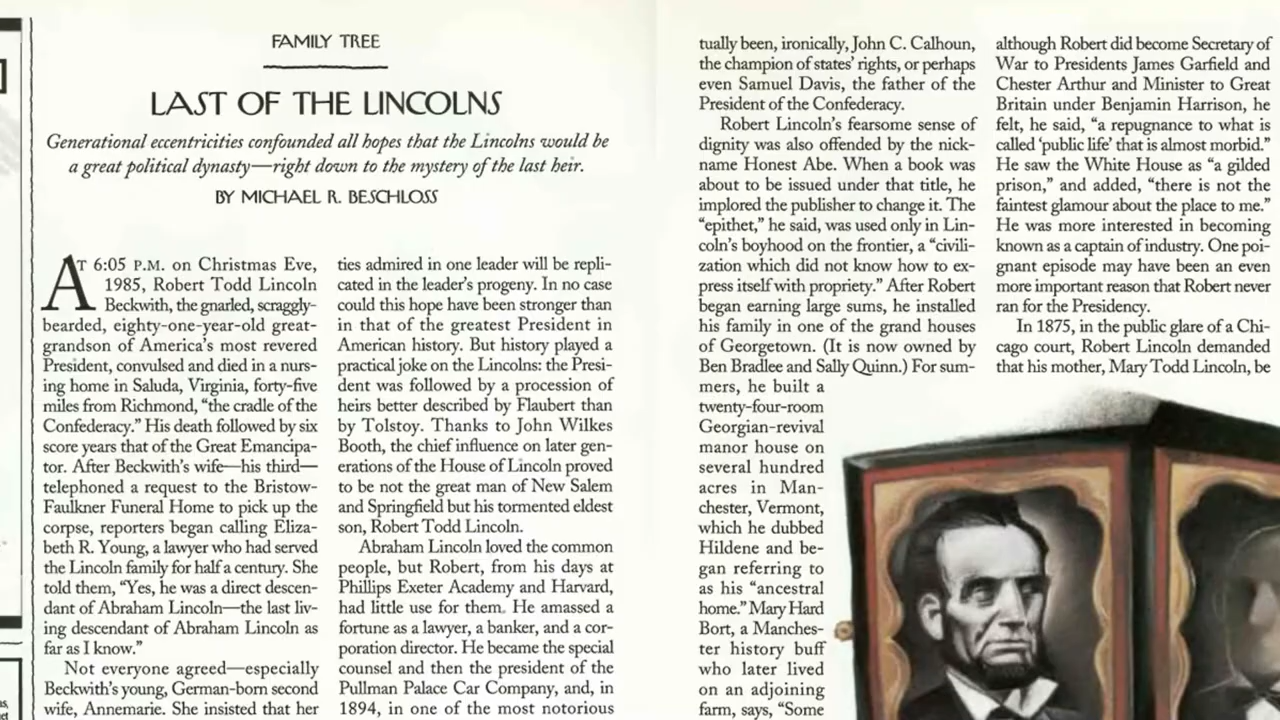 FAMILY TREE
LAST OF THE LINCOLNS
Generational eccentricities confounded all hopes that the Lincolns would be
a great political dynasty—right down to the mystery of the last heir.
BY MICHAEL R. BESCHLOSS
AT 6:05 P.M. on Christmas Eve,
1985, Robert Todd Lincoln
Beckwith, the gnarled, scraggly-
bearded, eighty-one-year-old great-
grandson of America's most revered
President, convulsed and died in a nurs-
ing home in Saluda, Virginia, forty-five
miles from Richmond, "the cradle of the
Confederacy." His death followed by six
score years that of the Great Emancipa-
tor. After Beckwith's wife—his third—
telephoned a request to the Bristow-
Faulkner Funeral Home to pick up the
corpse, reporters began calling Eliza-
beth R. Young, a lawyer who had served
the Lincoln family for half a century. She
told them, "Yes, he was a direct descen-
dant of Abraham Lincoln—the last liv-
ing descendant of Abraham Lincoln as
far as I know."
Not everyone agreed—especially
Beckwith's young, German-born second
wife, Annemarie. She insisted that her
ties admired in one leader will be repli-
cated in the leader's progeny. In no case
could this hope have been stronger than
in that of the greatest President in
American history. But history played a
practical joke on the Lincolns: the Presi-
dent was followed by a procession of
heirs better described by Flaubert than
by Tolstoy. Thanks to John Wilkes
Booth, the chief influence on later gen-
erations of the House of Lincoln proved
to be not the great man of New Salem
and Springfield but his tormented eldest
son, Robert Todd Lincoln.
Abraham Lincoln loved the common
people, but Robert, from his days at
Phillips Exeter Academy and Harvard,
had little use for them. He amassed a
fortune as a lawyer, a banker, and a cor-
poration director. He became the special
counsel and then the president of the
Pullman Palace Car Company, and, in
1894, in one of the most notorious
tually been, ironically, John C. Calhoun,
the champion of states' rights, or perhaps
even Samuel Davis, the father of the
President of the Confederacy.
Robert Lincoln's fearsome sense of
dignity was also offended by the nick-
name Honest Abe. When a book was
about to be issued under that title, he
implored the publisher to change it. The
"epithet," he said, was used only in Lin-
coln's boyhood on the frontier, a "civili-
zation which did not know how to ex-
press itself with propriety." After Robert
began earning large sums, he installed
his family in one of the grand houses
of Georgetown. (It is now owned by
Ben Bradlee and Sally Quinn.) For sum-
mers, he built a
twenty-four-room
Georgian-revival
manor house on
several hundred
acres in Man-
chester, Vermont,
which he dubbed
Hildene and be-
gan referring to
as his "ancestral
home." Mary Hard
Bort, a Manches-
ter history buff
who later lived
on an adjoining
farm, says, "Some
although Robert did become Secretary of
War to Presidents James Garfield and
Chester Arthur and Minister to Great
Britain under Benjamin Harrison, he
felt, he said, "a repugnance to what is
called 'public life' that is almost morbid."
He saw the White House as "a gilded
prison," and added, "there is not the
faintest glamour about the place to me."
He was more interested in becoming
known as a captain of industry. One poi-
gnant episode may have been an even
more important reason that Robert never
ran for the Presidency.
In 1875, in the public glare of a Chi-
cago court, Robert Lincoln demanded
that his mother, Mary Todd Lincoln, be